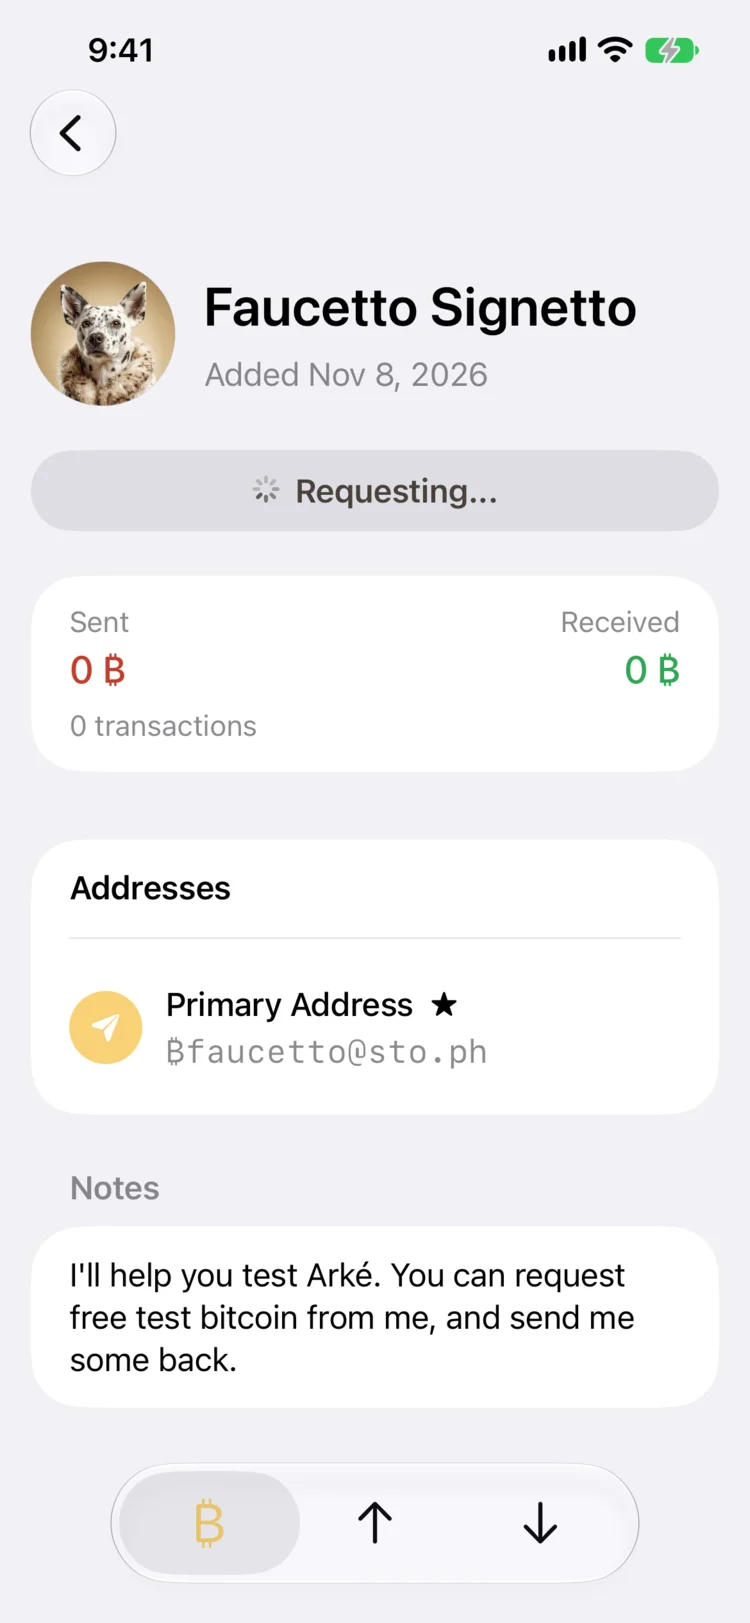 9:41
Faucetto Signetto
Added Nov 8, 2026
Requesting...
Sent
Received
0 ₿
0 ₿
0 transactions
Addresses
Primary Address ★
₿faucetto@sto.ph
Notes
I'll help you test Arké. You can request
free test bitcoin from me, and send me
some back.
₿